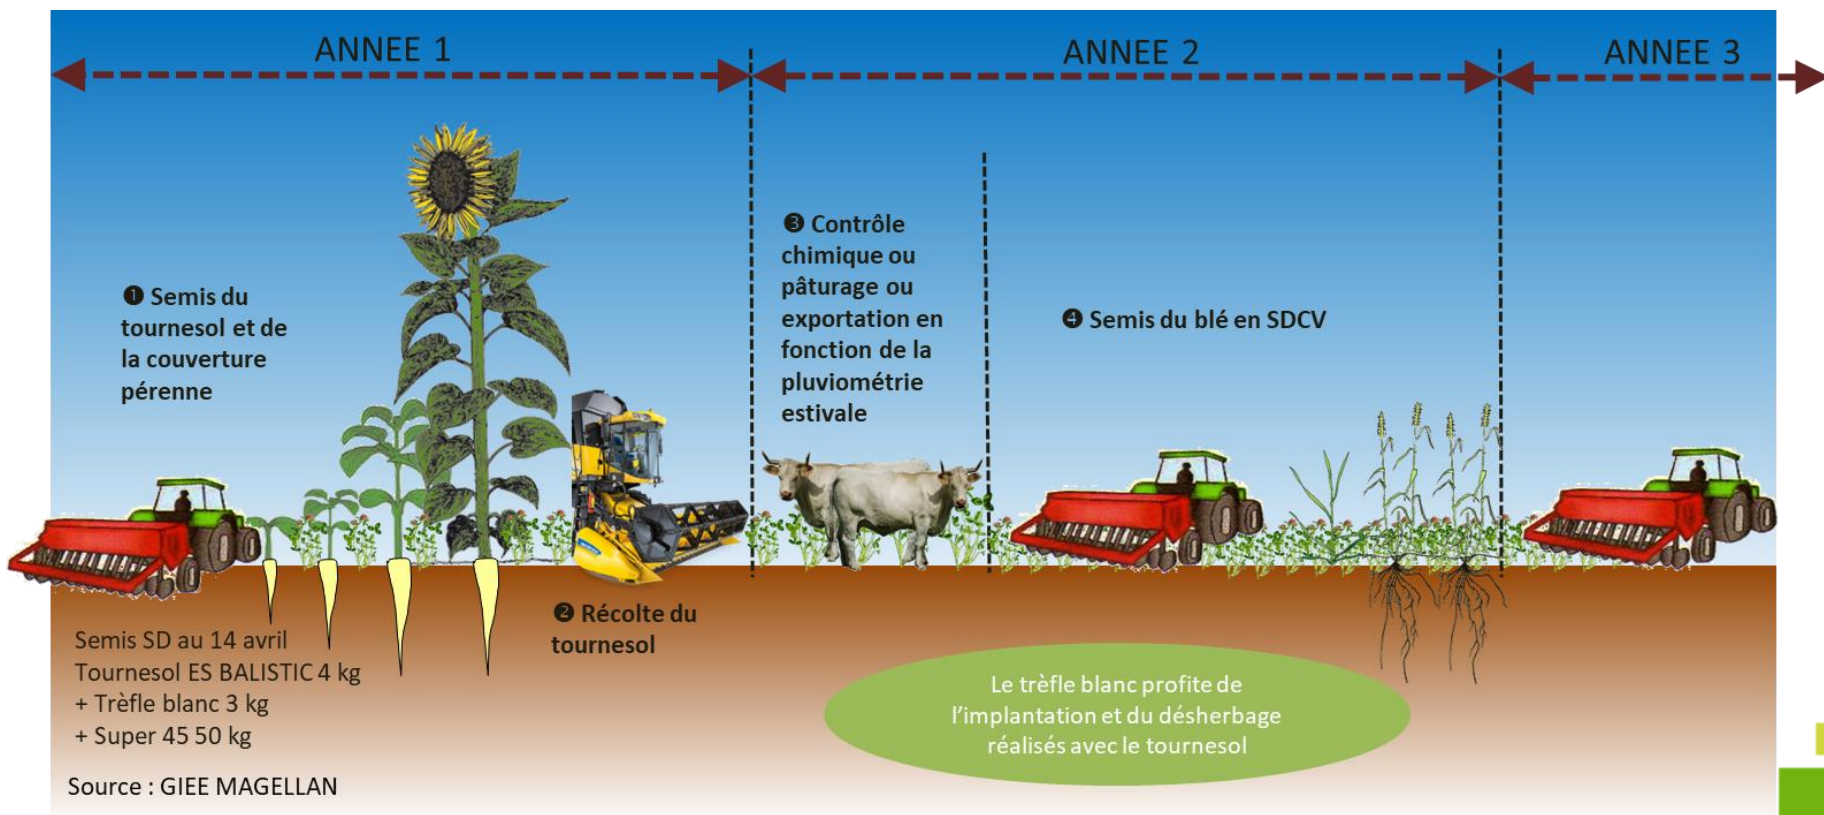 ANNEE 1
ANNEE 2
ANNEE 3
❶ Semis du
tournesol et de
la couverture
pérenne
❸ Contrôle
chimique ou
pâturage ou
exportation en
fonction de la
pluviométrie
estivale
❹ Semis du blé en SDCV
❷ Récolte du
tournesol
Semis SD au 14 avril
Tournesol ES BALISTIC 4 kg
+ Trèfle blanc 3 kg
+ Super 45 50 kg
Le trèfle blanc profite de
l'implantation et du désherbage
réalisés avec le tournesol
Source : GIEE MAGELLAN